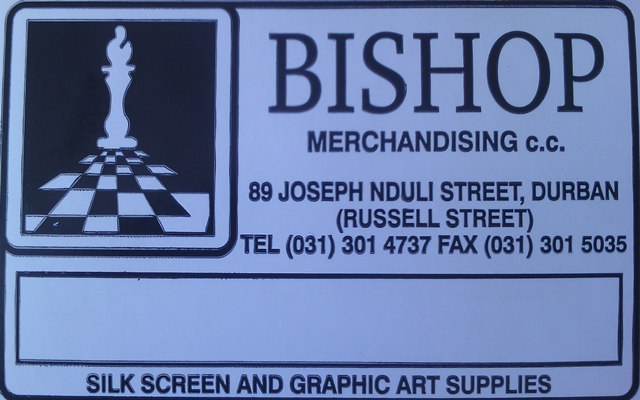 BISHOP
MERCHANDISING c.c.
89 JOSEPH NDULI STREET, DURBAN
(RUSSELL STREET)
TEL (031) 301 4737 FAX (031) 301 5035
SILK SCREEN AND GRAPHIC ART SUPPLIES